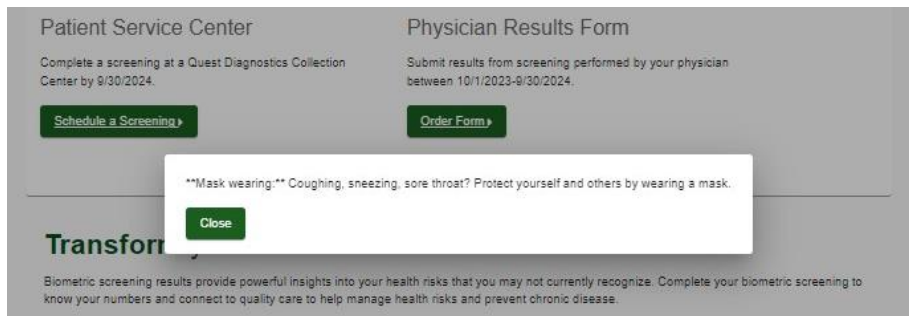 Patient Service Center
Complete a screening at a Quest Diagnostics Collection
Center by 9/30/2024.
Schedule a Screening
Physician Results Form
Submit results from screening performed by your physician
between 10/1/2023-9/30/2024.
Order Form
**Mask wearing:** Coughing, sneezing, sore throat? Protect yourself and others by wearing a mask.
Close
Biometric screening results provide powerful insights into your health risks that you may not currently recognize. Complete your biometric screening to
know your numbers and connect to quality care to help manage health risks and prevent chronic disease.